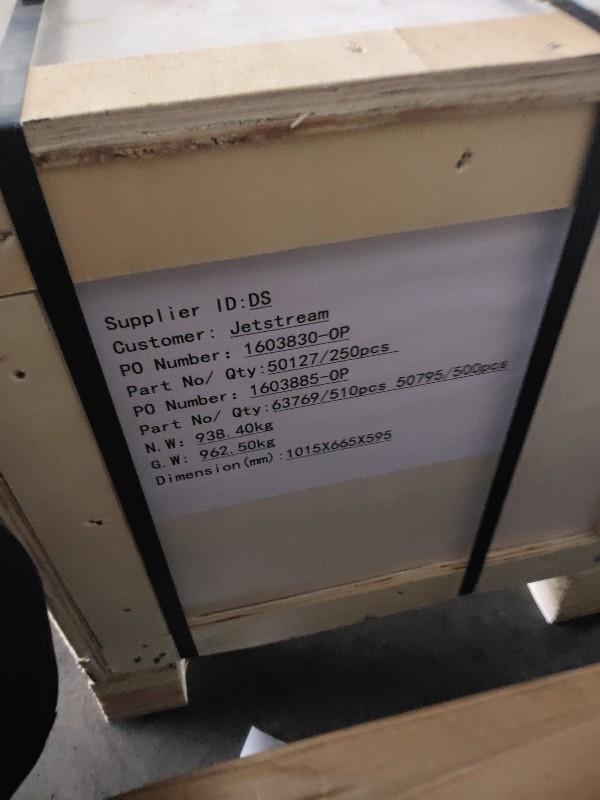 Supplier ID:DS
Customer: Jetstream
PO Number: 1603830-OP
Part No/ Qty:50127/250pcs
PO Number: 1603885-OP
Part No/ Qty:63769/510pcs 50795/500pcs
N.W: 938.40kg
G.W: 962.50kg
Dimension(mm):1015X665X595